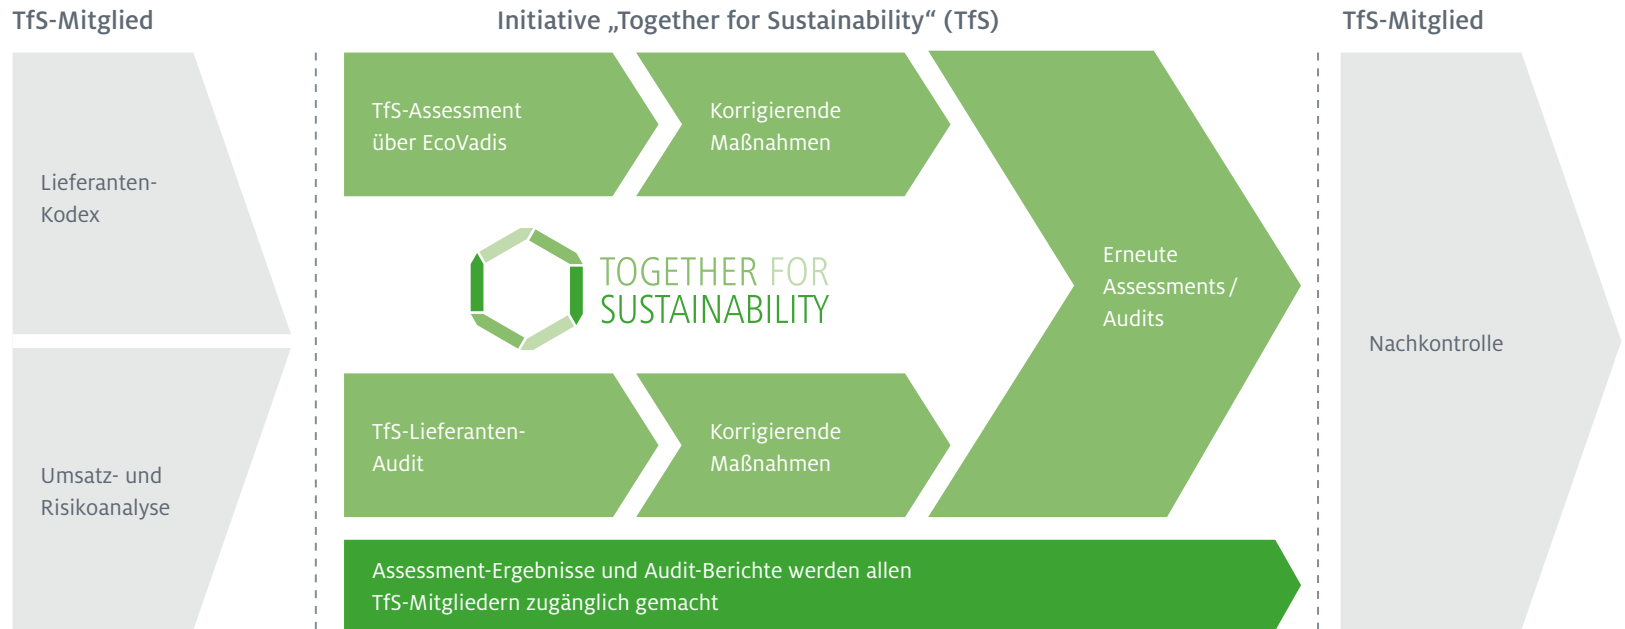 TfS-Mitglied
Initiative „Together for Sustainability“ (TfS)
TfS-Mitglied
Lieferanten-
Kodex
Umsatz- und
Risikoanalyse
TfS-Assessment
über EcoVadis
Korrigierende
Maßnahmen
TOGETHER FOR
SUSTAINABILITY
TfS-Lieferanten-
Audit
Korrigierende
Maßnahmen
Erneute
Assessments /
Audits
Assessment-Ergebnisse und Audit-Berichte werden allen
TfS-Mitgliedern zugänglich gemacht
Nachkontrolle